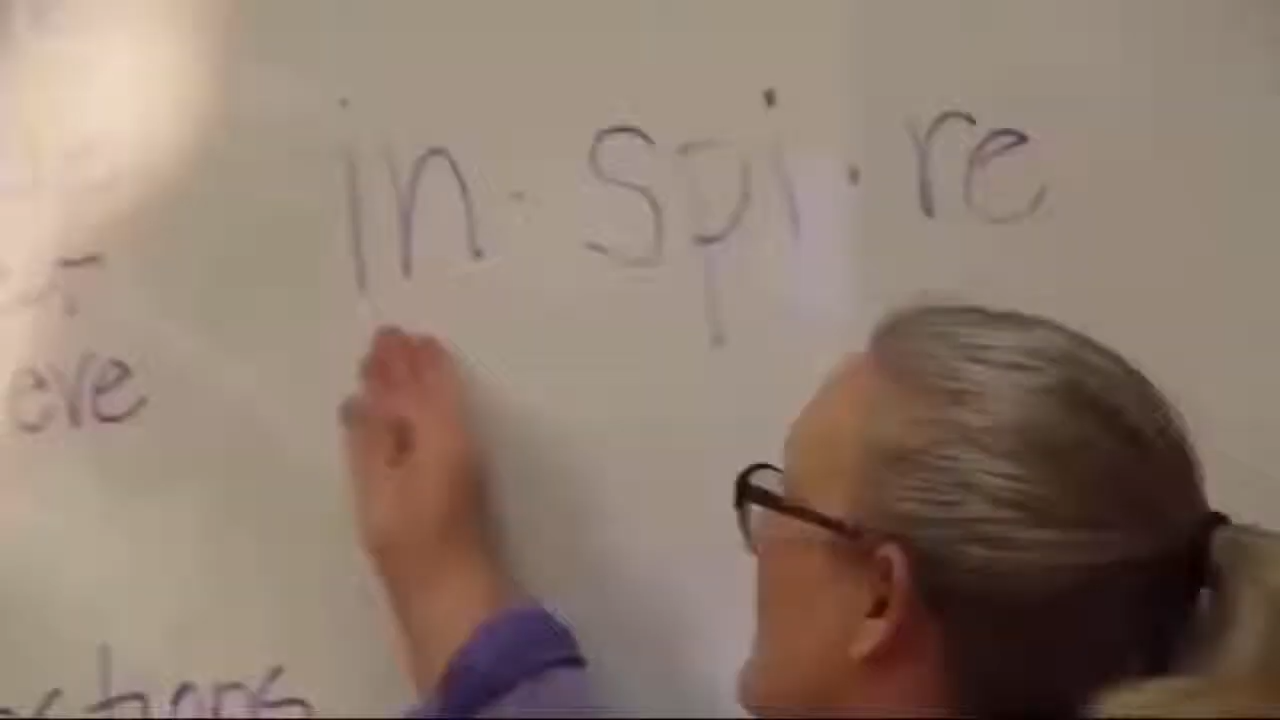 in · spi · re
eve